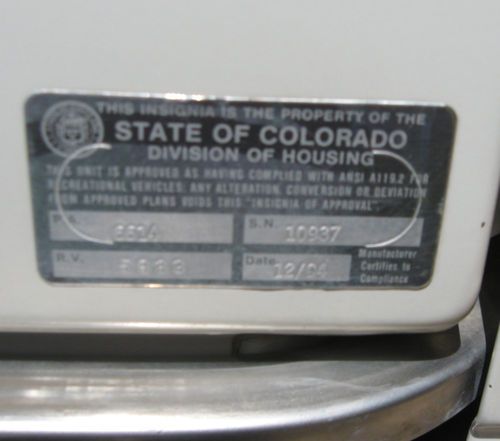 THIS INSIGNIA IS THE PROPERTY OF THE
STATE OF COLORADO
DIVISION OF HOUSING
THIS UNIT IS APPROVED AS HAVING COMPLIED WITH ANSI A119.2 FOR
RECREATIONAL VEHICLES. ANY ALTERATION, CONVERSION OR DEVIATION
FROM APPROVED PLANS VOIDS THIS "INSIGNIA OF APPROVAL".
S.N. 10937
R.V.
Date 12/94
Manufacturer
Certifies to
Compliance